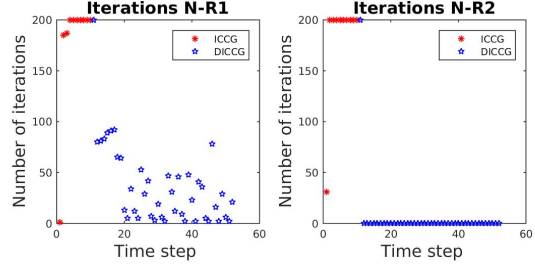 Iterations N-R1
Number of iterations
200
150
100
50
0
0
20
40
60
Time step
ICCG
DICCG
Iterations N-R2
Number of iterations
200
150
100
50
0
0
20
40
60
Time step
ICCG
DICCG